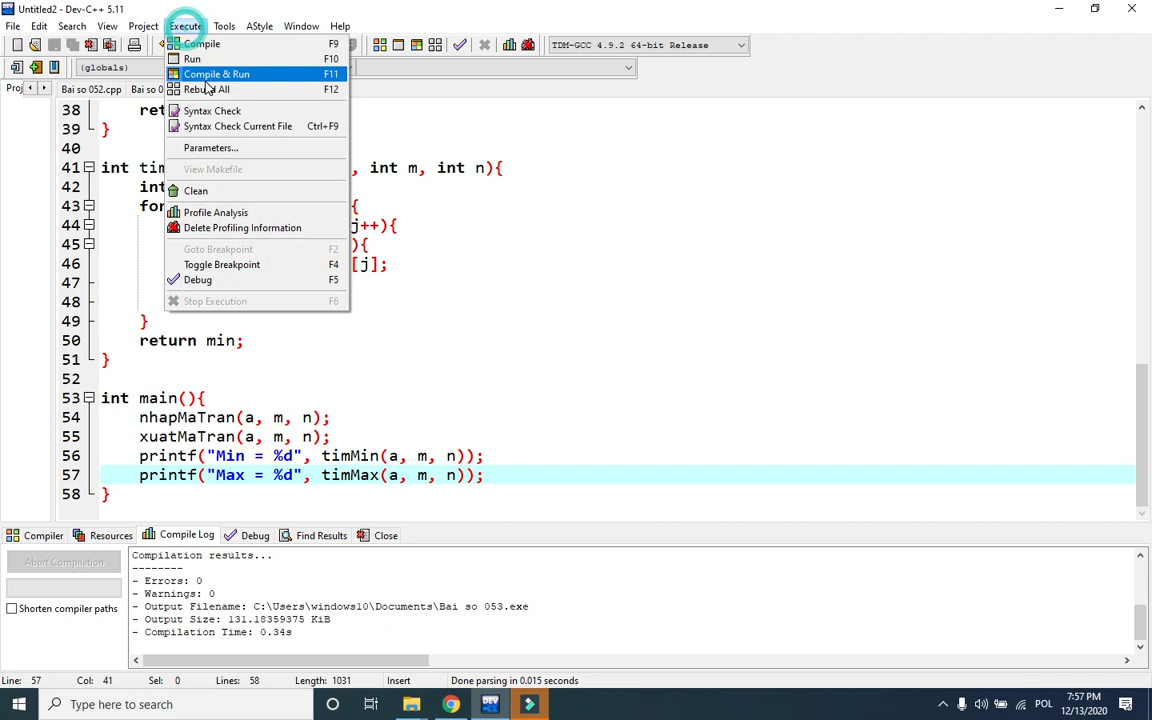 Untitled2 - Dev-C++ 5.11
File Edit Search View Project Execute Tools AStyle Window Help
TDM-GCC 4.9.2 64-bit Release
(globals)
Compile F9
Run F10
Compile & Run F11
Rebuild All F12
Syntax Check
Syntax Check Current File Ctrl+F9
Parameters...
View Makefile
Clean
Profile Analysis
Delete Profiling Information
Goto Breakpoint F2
Toggle Breakpoint F4
Debug F5
Stop Execution F6
Proj Bai so 052.cpp Bai so 0
38 ret
39 }
40
41 int tim , int m, int n){
42 int
43 for {
44 j++){
45 ){
46 [j];
47
48
49 }
50 return min;
51 }
52
53 int main(){
54 nhapMaTran(a, m, n);
55 xuatMaTran(a, m, n);
56 printf("Min = %d", timMin(a, m, n));
57 printf("Max = %d", timMax(a, m, n));
58 }
Compiler Resources Compile Log Debug Find Results Close
Abort Compilation
Shorten compiler paths
Compilation results...
--------
- Errors: 0
- Warnings: 0
- Output Filename: C:\Users\windows10\Documents\Bai so 053.exe
- Output Size: 131.18359375 KiB
- Compilation Time: 0.34s
Line: 57 Col: 41 Sel: 0 Lines: 58 Length: 1031 Insert Done parsing in 0.015 seconds
Type here to search
DEV
POL
7:57 PM
12/13/2020